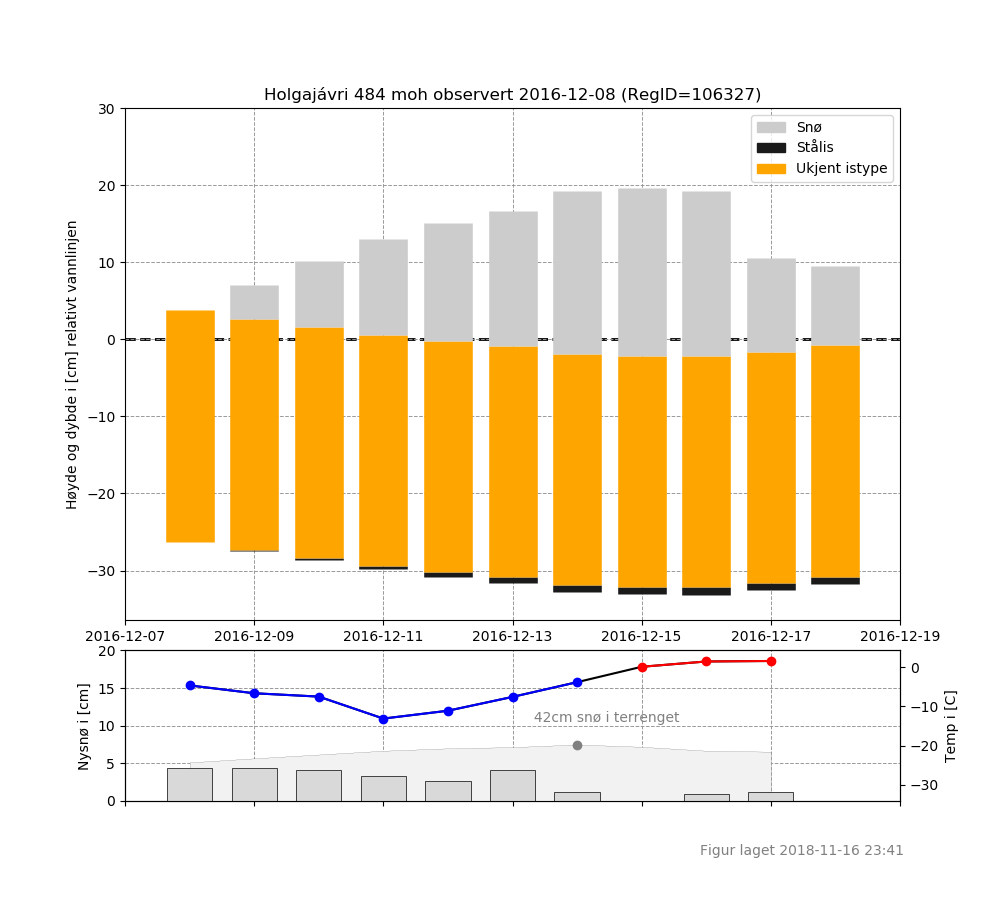 Holgajávri 484 moh observert 2016-12-08 (RegID=106327)
Snø
Stålis
Ukjent istype
Høyde og dybde i [cm] relativt vannlinjen
30
20
10
0
−10
−20
−30
2016-12-07 2016-12-09 2016-12-11 2016-12-13 2016-12-15 2016-12-17 2016-12-19
Nysnø i [cm]
20
15
10
5
0
42cm snø i terrenget
0
−10
−20
−30
Temp i [C]
Figur laget 2018-11-16 23:41